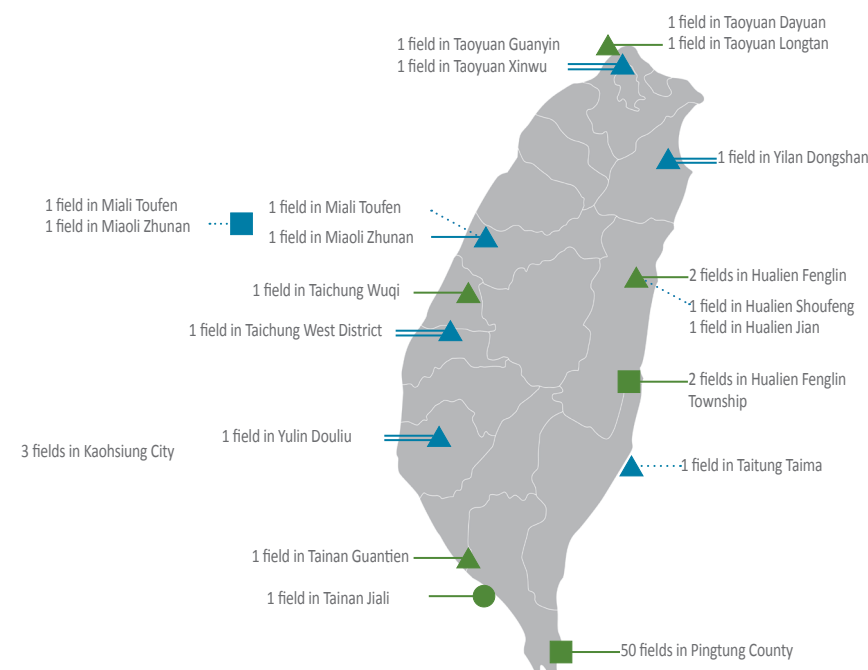 1 field in Taoyuan Dayuan
1 field in Taoyuan Longtan
1 field in Taoyuan Guanyin
1 field in Taoyuan Xinwu
1 field in Yilan Dongshan
1 field in Miali Toufen
1 field in Miaoli Zhunan
1 field in Miali Toufen
1 field in Miaoli Zhunan
1 field in Taichung Wuqi
2 fields in Hualien Fenglin
1 field in Hualien Shoufeng
1 field in Hualien Jian
1 field in Taichung West District
2 fields in Hualien Fenglin
Township
3 fields in Kaohsiung City
1 field in Yulin Douliu
1 field in Taitung Taima
1 field in Tainan Guantien
1 field in Tainan Jiali
50 fields in Pingtung County